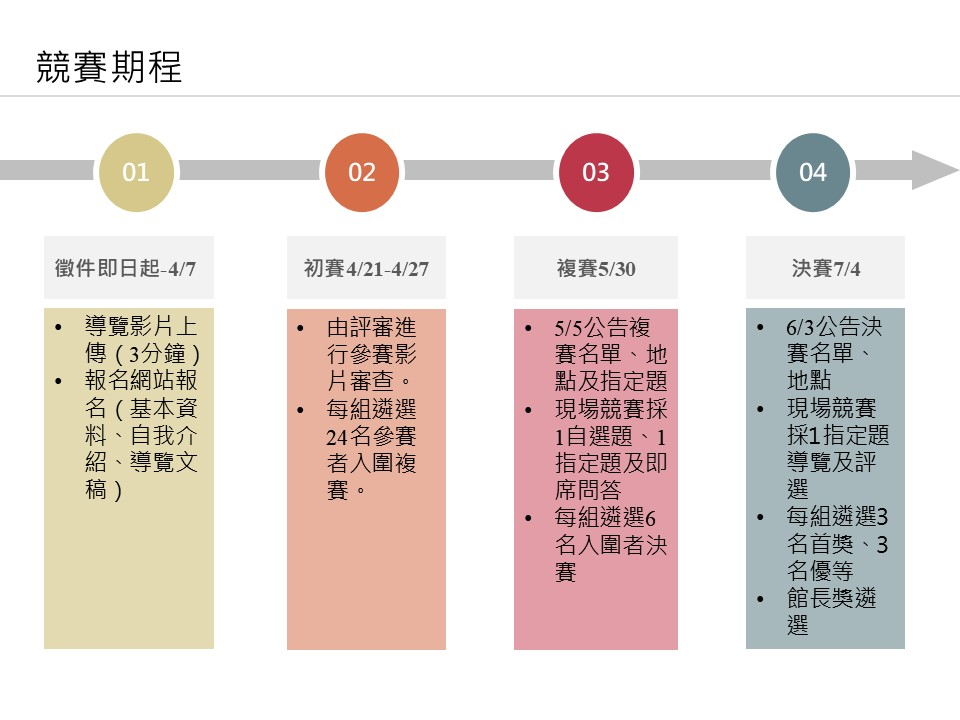 競賽期程
01
02
03
04
徵件即日起-4/7
初賽4/21-4/27
複賽5/30
決賽7/4
• 導覽影片上
傳（3分鐘）
• 報名網站報
名（基本資
料、自我介
紹、導覽文
稿）
• 由評審進
行參賽影
片審查。
• 每組遴選
24名參賽
者入圍複
賽。
• 5/5公告複
賽名單、地
點及指定題
• 現場競賽採
1自選題、1
指定題及即
席問答
• 每組遴選6
名入圍者決
賽
• 6/3公告決
賽名單、
地點
• 現場競賽
採1指定題
導覽及評
選
• 每組遴選3
名首獎、3
名優等
• 館長獎遴
選